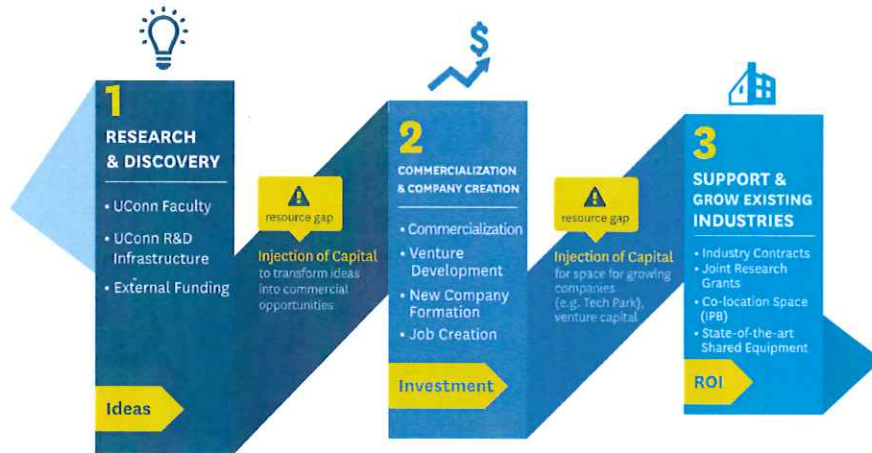 $
1
RESEARCH
& DISCOVERY
• UConn Faculty
• UConn R&D
Infrastructure
• External Funding
Ideas
resource gap
Injection of Capital
to transform ideas
into commercial
opportunities
2
COMMERCIALIZATION
& COMPANY CREATION
• Commercialization
• Venture
Development
• New Company
Formation
• Job Creation
Investment
resource gap
Injection of Capital
for space for growing
companies
(e.g. Tech Park),
venture capital
3
SUPPORT &
GROW EXISTING
INDUSTRIES
• Industry Contracts
• Joint Research
Grants
• Co-location Space
(IPB)
• State-of-the-art
Shared Equipment
ROI